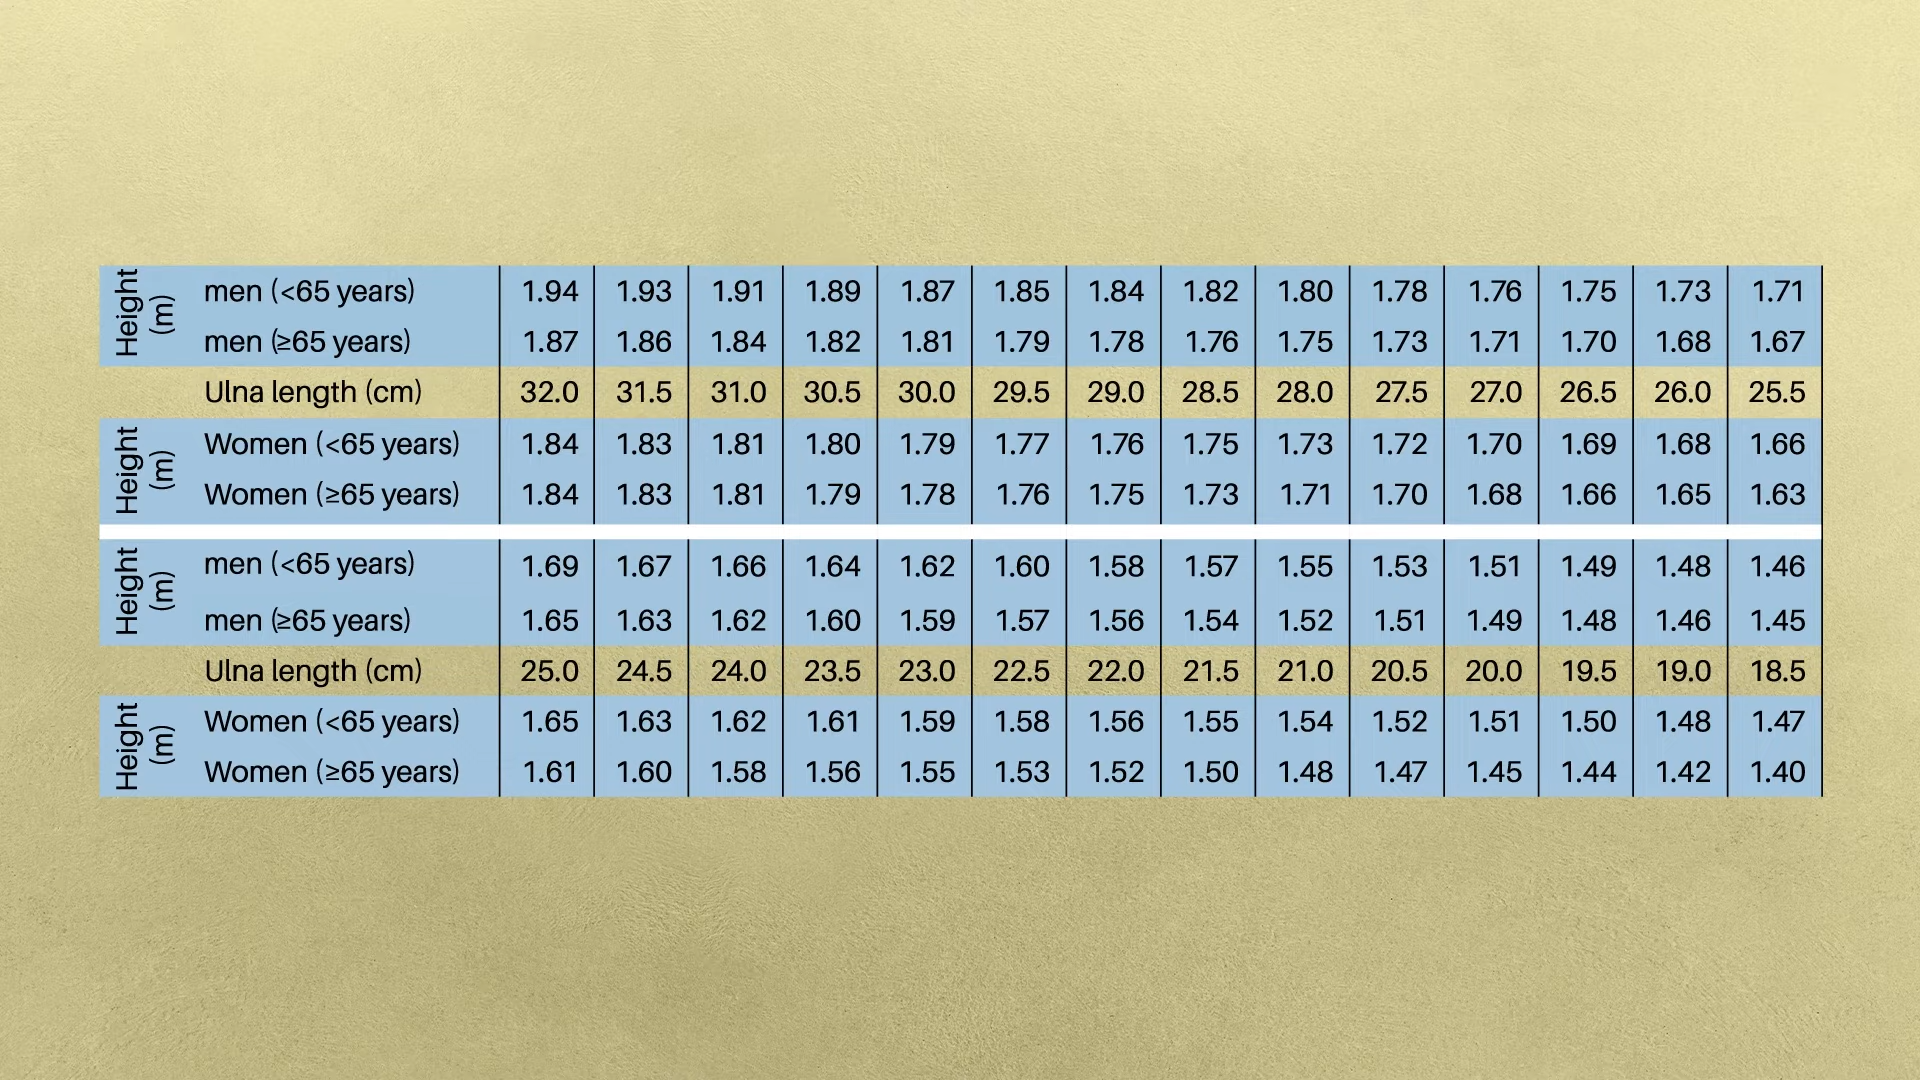 Height (m)
men (<65 years) 1.94 1.93 1.91 1.89 1.87 1.85 1.84 1.82 1.80 1.78 1.76 1.75 1.73 1.71
men (≥65 years) 1.87 1.86 1.84 1.82 1.81 1.79 1.78 1.76 1.75 1.73 1.71 1.70 1.68 1.67
Ulna length (cm) 32.0 31.5 31.0 30.5 30.0 29.5 29.0 28.5 28.0 27.5 27.0 26.5 26.0 25.5
Height (m)
Women (<65 years) 1.84 1.83 1.81 1.80 1.79 1.77 1.76 1.75 1.73 1.72 1.70 1.69 1.68 1.66
Women (≥65 years) 1.84 1.83 1.81 1.79 1.78 1.76 1.75 1.73 1.71 1.70 1.68 1.66 1.65 1.63
Height (m)
men (<65 years) 1.69 1.67 1.66 1.64 1.62 1.60 1.58 1.57 1.55 1.53 1.51 1.49 1.48 1.46
men (≥65 years) 1.65 1.63 1.62 1.60 1.59 1.57 1.56 1.54 1.52 1.51 1.49 1.48 1.46 1.45
Ulna length (cm) 25.0 24.5 24.0 23.5 23.0 22.5 22.0 21.5 21.0 20.5 20.0 19.5 19.0 18.5
Height (m)
Women (<65 years) 1.65 1.63 1.62 1.61 1.59 1.58 1.56 1.55 1.54 1.52 1.51 1.50 1.48 1.47
Women (≥65 years) 1.61 1.60 1.58 1.56 1.55 1.53 1.52 1.50 1.48 1.47 1.45 1.44 1.42 1.40